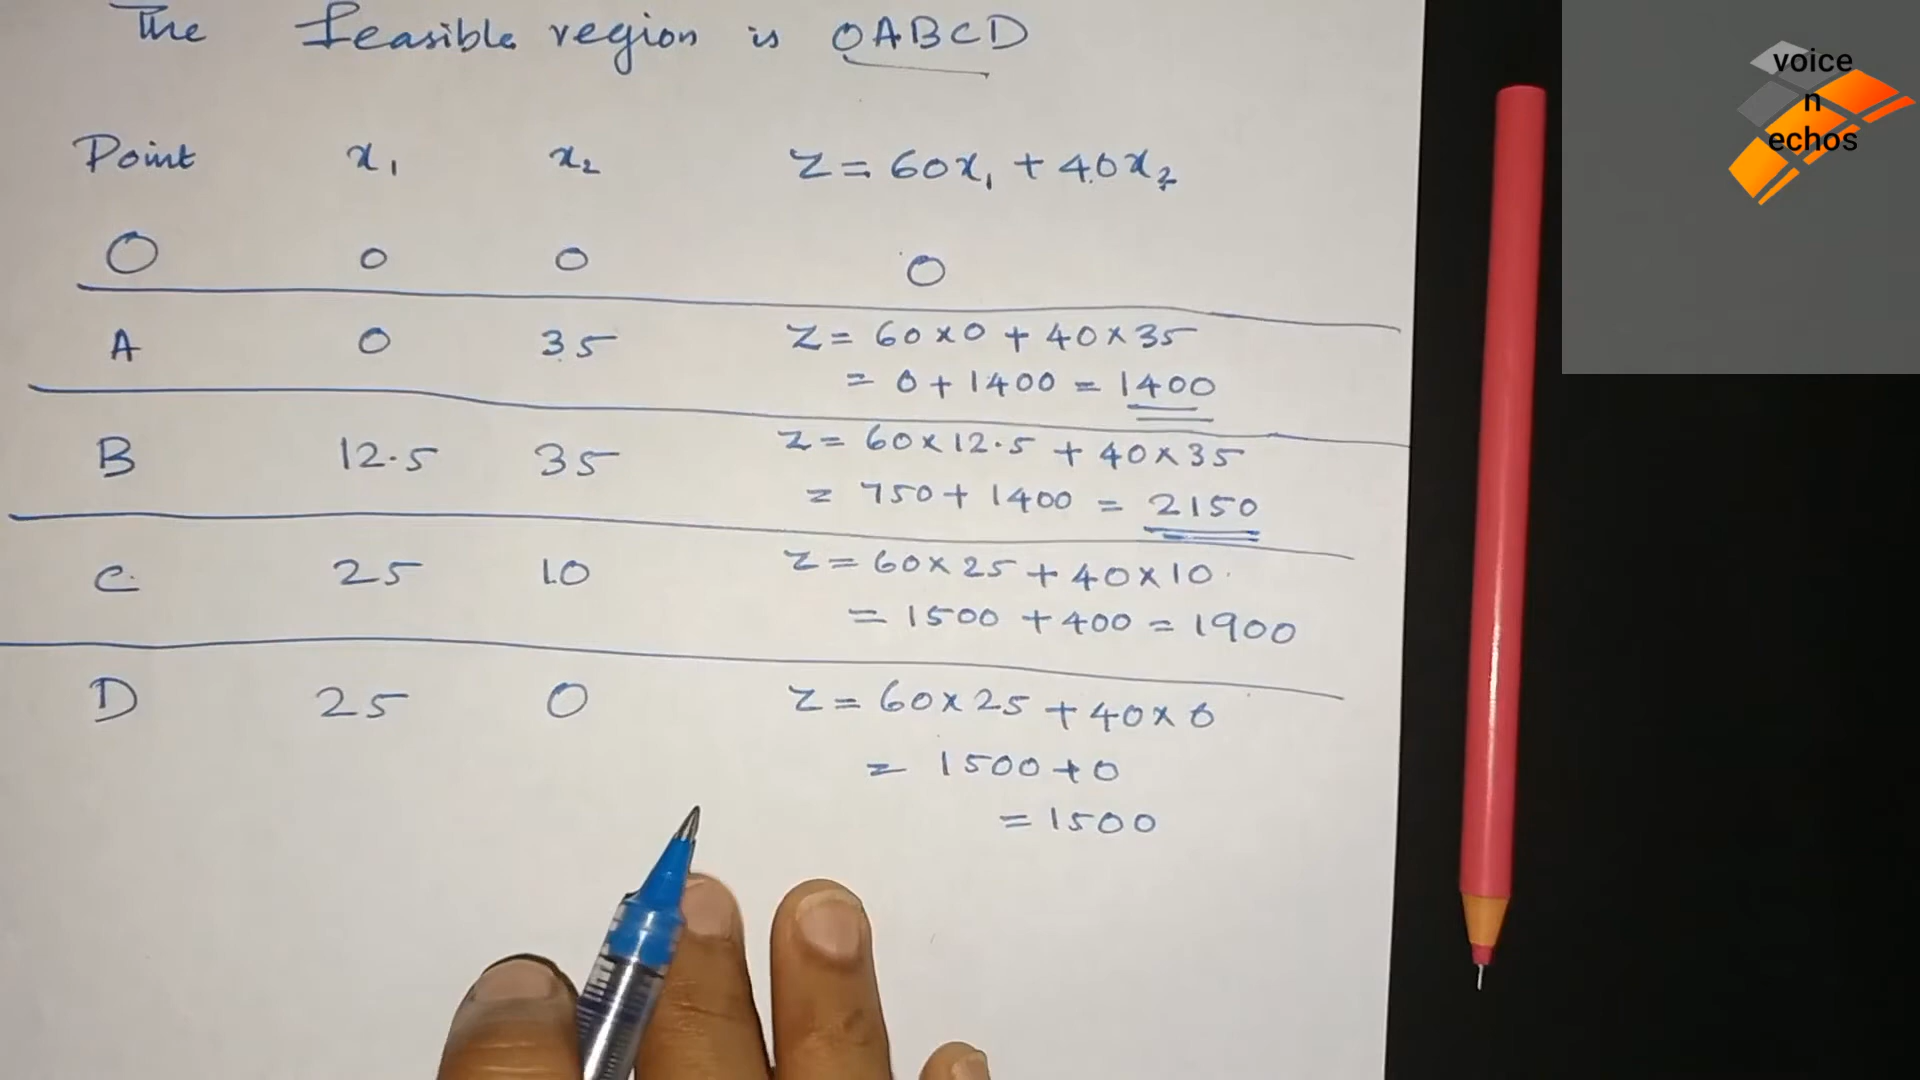 The feasible region is OABCD
Point x₁ x₂ Z = 60x₁ + 40x₂
O 0 0 0
A 0 35 Z = 60×0 + 40×35
= 0 + 1400 = 1400
B 12.5 35 Z = 60×12.5 + 40×35
= 750 + 1400 = 2150
C 25 10 Z = 60×25 + 40×10
= 1500 + 400 = 1900
D 25 0 Z = 60×25 + 40×0
= 1500 + 0
= 1500
voice
n
echos